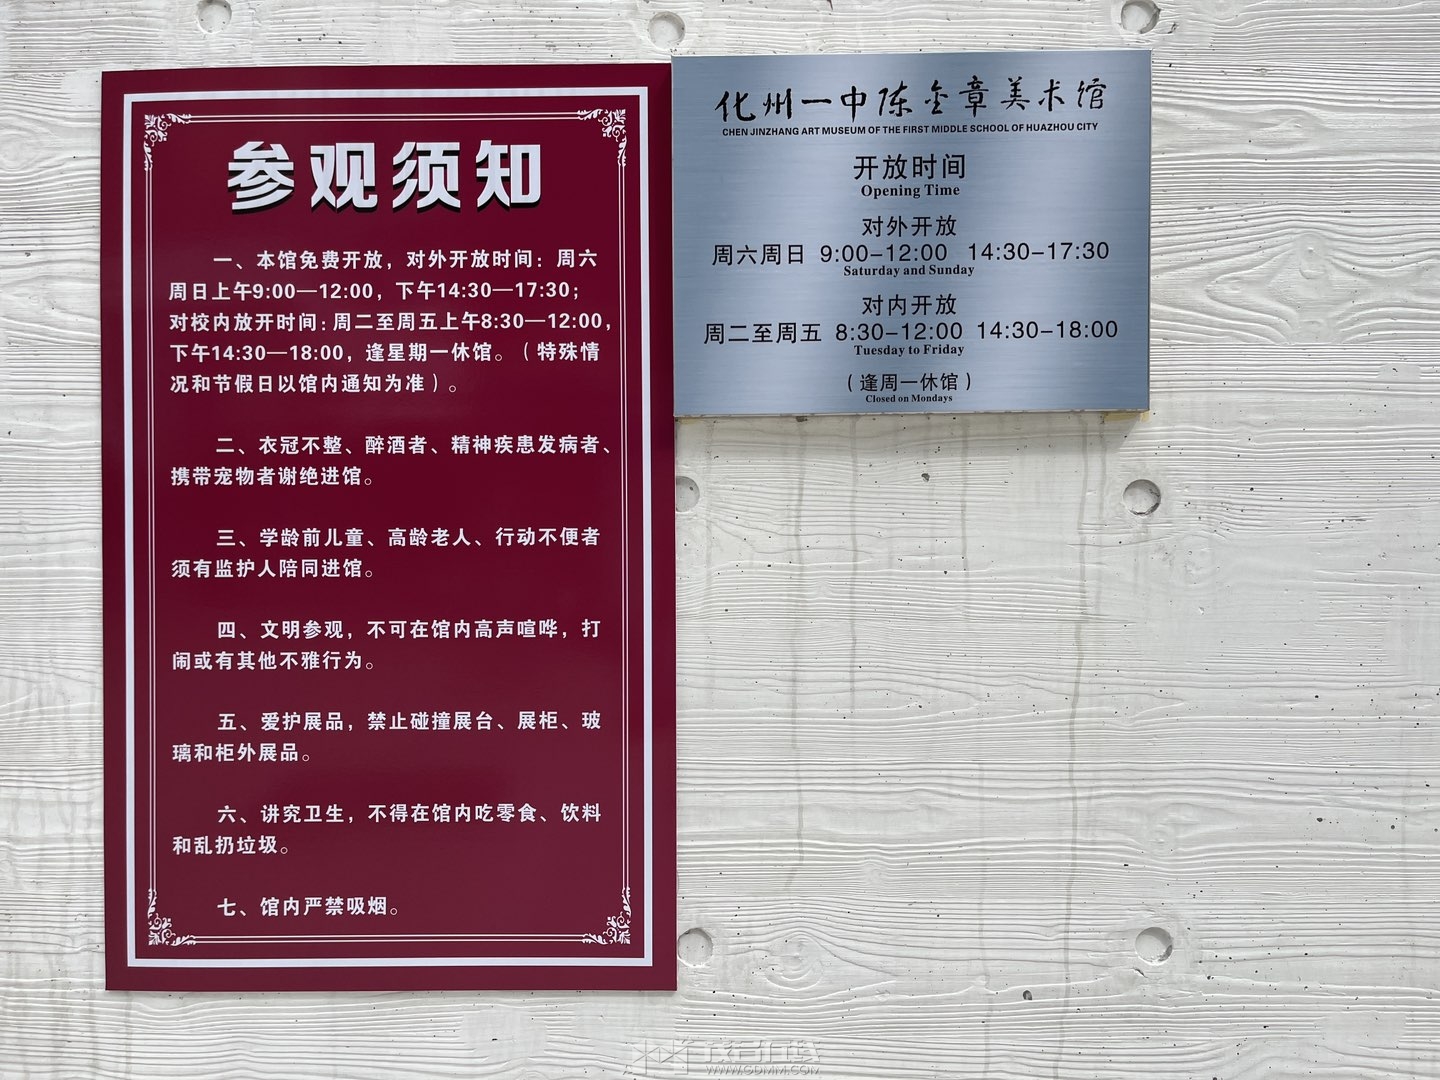 参观须知
一、本馆免费开放，对外开放时间：周六
周日上午9:00—12:00，下午14:30—17:30；
对校内放开时间：周二至周五上午8:30—12:00，
下午14:30—18:00，逢星期一休馆。（特殊情
况和节假日以馆内通知为准）。
二、衣冠不整、醉酒者、精神疾患发病者、
携带宠物者谢绝进馆。
三、学龄前儿童、高龄老人、行动不便者
须有监护人陪同进馆。
四、文明参观，不可在馆内高声喧哗，打
闹或有其他不雅行为。
五、爱护展品，禁止碰撞展台、展柜、玻
璃和柜外展品。
六、讲究卫生，不得在馆内吃零食、饮料
和乱扔垃圾。
七、馆内严禁吸烟。
化州一中陈金章美术馆
CHEN JINZHANG ART MUSEUM OF THE FIRST MIDDLE SCHOOL OF HUAZHOU CITY
开放时间
Opening Time
对外开放
周六周日 9:00-12:00 14:30-17:30
Saturday and Sunday
对内开放
周二至周五 8:30-12:00 14:30-18:00
Tuesday to Friday
（逢周一休馆）
Closed on Mondays
WWW.GDMM.COM